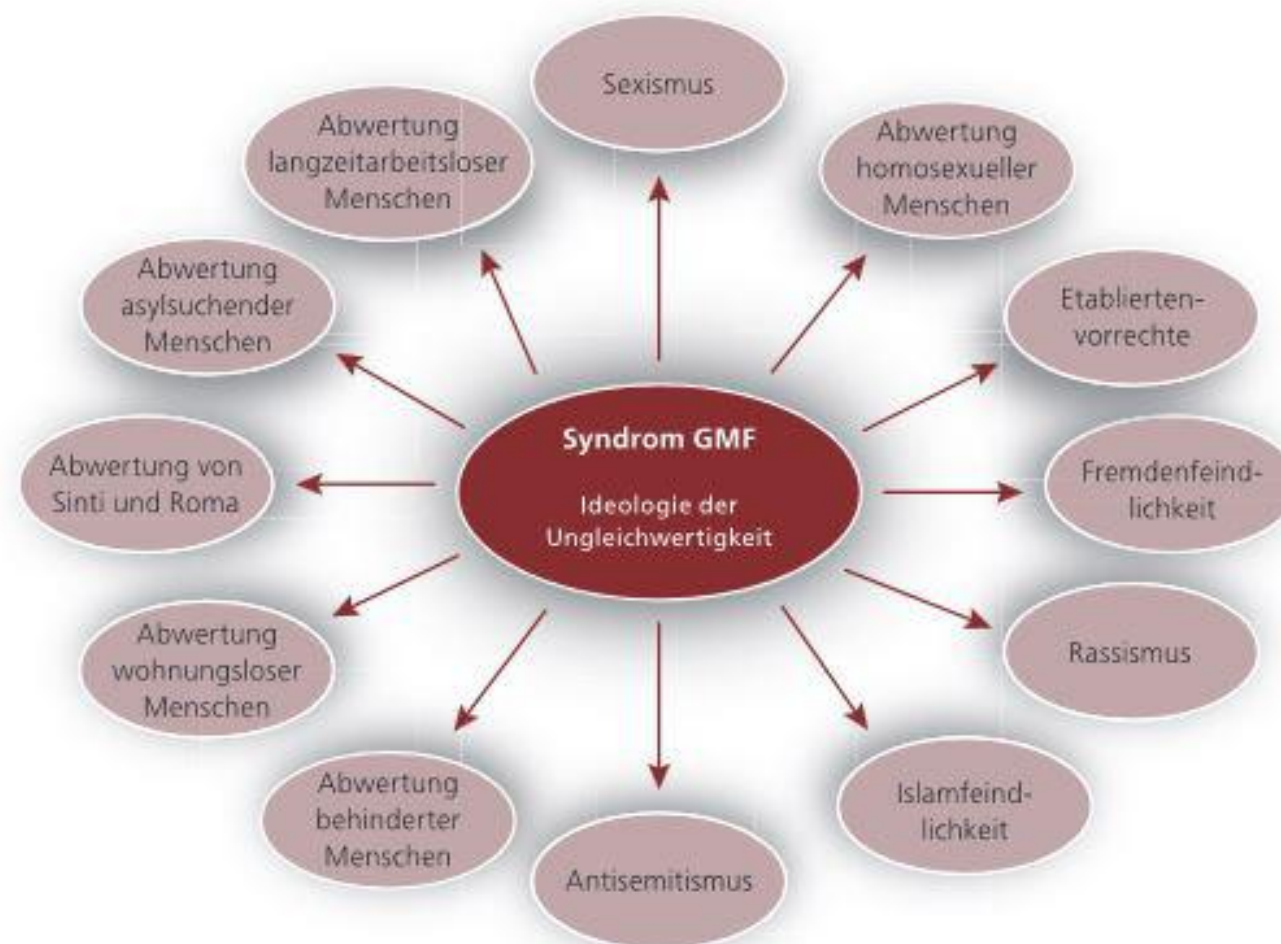 Sexismus
Abwertung
homosexueller
Menschen
Etablierten-
vorrechte
Fremdenfeind-
lichkeit
Rassismus
Islamfeind-
lichkeit
Antisemitismus
Abwertung
behinderter
Menschen
Abwertung
wohnungsloser
Menschen
Abwertung von
Sinti und Roma
Abwertung
asylsuchender
Menschen
Abwertung
langzeitarbeitsloser
Menschen
Syndrom GMF
Ideologie der
Ungleichwertigkeit